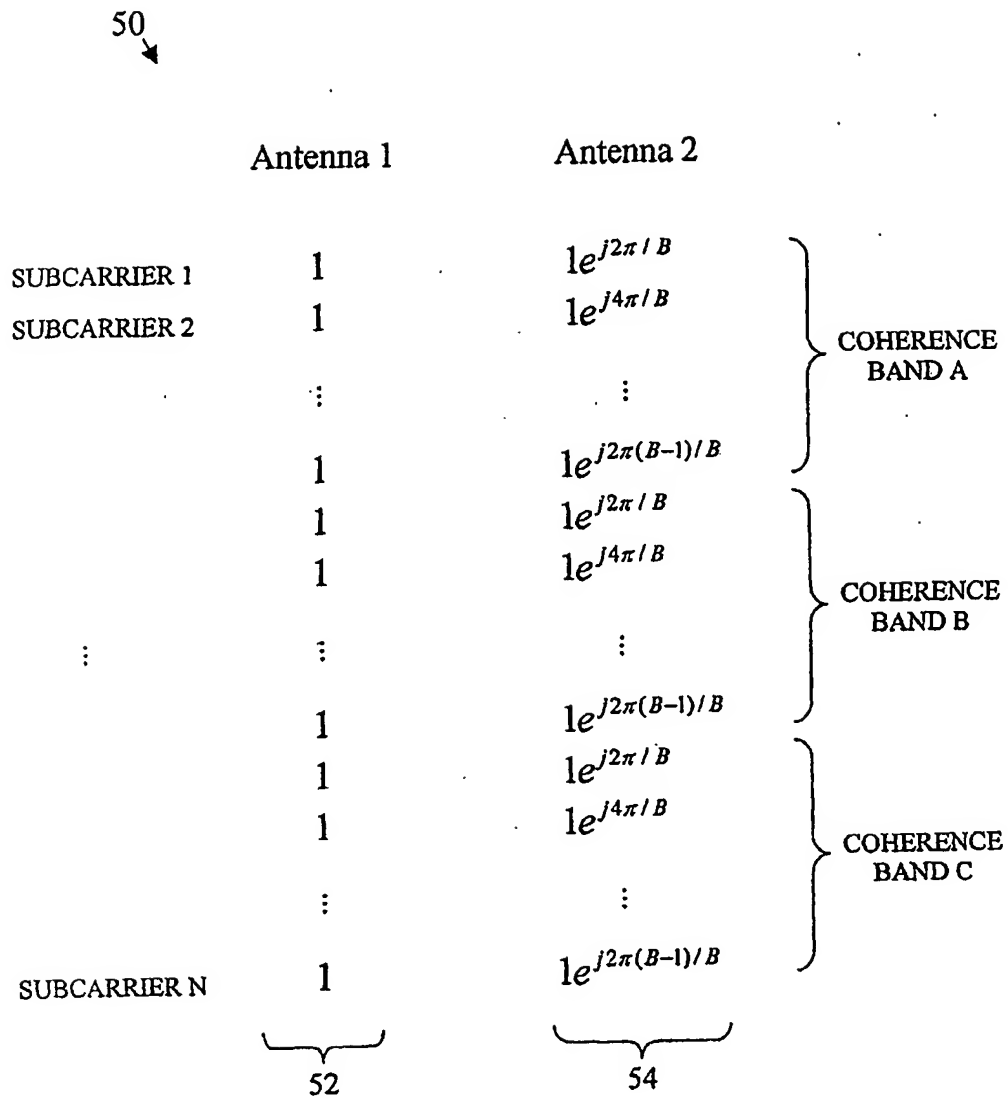 50
Antenna 1 Antenna 2
SUBCARRIER 1 1 1e^{j2π/B}
SUBCARRIER 2 1 1e^{j4π/B}
COHERENCE
BAND A
⋮ ⋮
1 1e^{j2π(B-1)/B}
1 1e^{j2π/B}
1 1e^{j4π/B}
COHERENCE
BAND B
⋮ ⋮ ⋮
1 1e^{j2π(B-1)/B}
1 1e^{j2π/B}
1 1e^{j4π/B}
COHERENCE
BAND C
⋮ ⋮
SUBCARRIER N 1 1e^{j2π(B-1)/B}
52 54